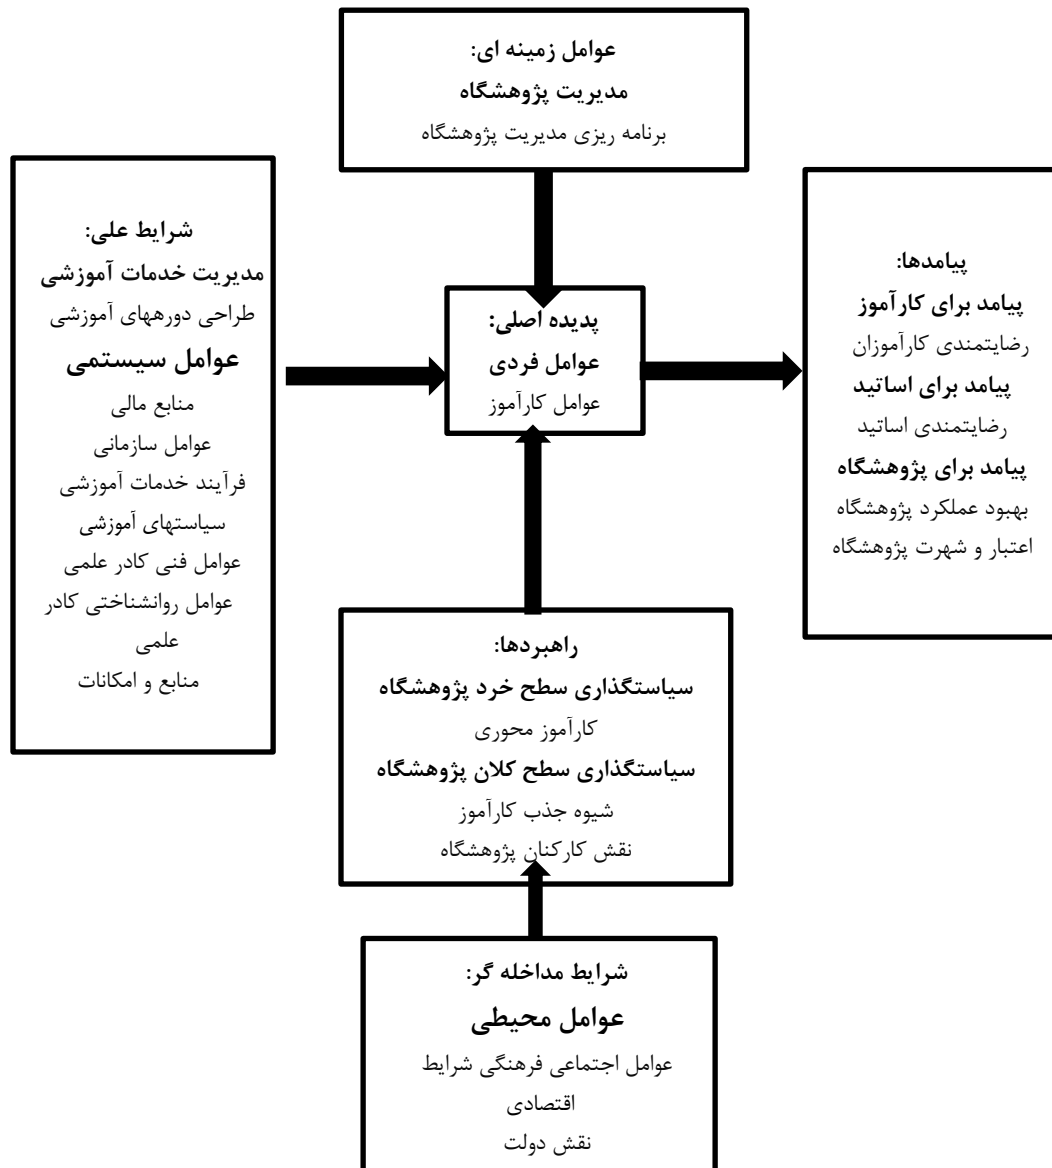 عوامل زمینه ای:
مدیریت پژوهشگاه
برنامه ریزی مدیریت پژوهشگاه
شرایط علی:
مدیریت خدمات آموزشی
طراحی دورههای آموزشی
عوامل سیستمی
منابع مالی
عوامل سازمانی
فرآیند خدمات آموزشی
سیاستهای آموزشی
عوامل فنی کادر علمی
عوامل روانشناختی کادر
علمی
منابع و امکانات
پدیده اصلی:
عوامل فردی
عوامل کارآموز
پیامدها:
پیامد برای کارآموز
رضایتمندی کارآموزان
پیامد برای اساتید
رضایتمندی اساتید
پیامد برای پژوهشگاه
بهبود عملکرد پژوهشگاه
اعتبار و شهرت پژوهشگاه
راهبردها:
سیاستگذاری سطح خرد پژوهشگاه
کارآموز محوری
سیاستگذاری سطح کلان پژوهشگاه
شیوه جذب کارآموز
نقش کارکنان پژوهشگاه
شرایط مداخله گر:
عوامل محیطی
عوامل اجتماعی فرهنگی شرایط
اقتصادی
نقش دولت